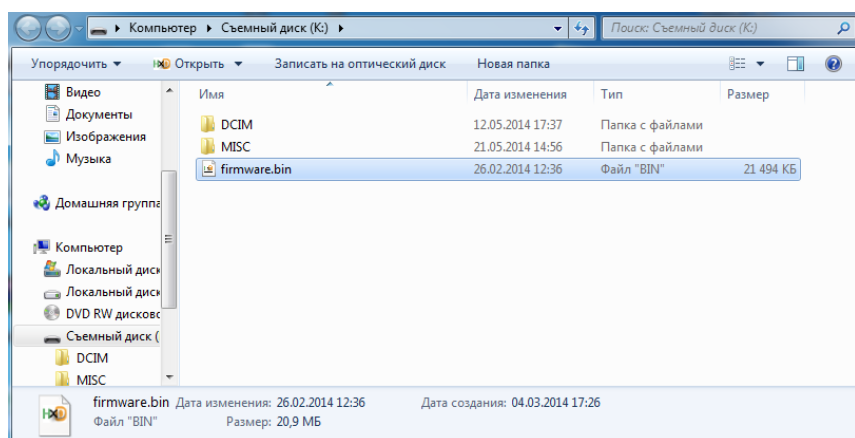 Компьютер ▸ Съемный диск (K:) ▸
Поиск: Съемный диск (K:)
Упорядочить
Открыть
Записать на оптический диск
Новая папка
Видео
Документы
Изображения
Музыка
Домашняя группа
Компьютер
Локальный диск
Локальный диск
DVD RW дисково
Съемный диск (
DCIM
MISC
Имя Дата изменения Тип Размер
DCIM 12.05.2014 17:37 Папка с файлами
MISC 21.05.2014 14:56 Папка с файлами
firmware.bin 26.02.2014 12:36 Файл "BIN" 21 494 КБ
HXD
firmware.bin Дата изменения: 26.02.2014 12:36 Дата создания: 04.03.2014 17:26
Файл "BIN" Размер: 20,9 МБ